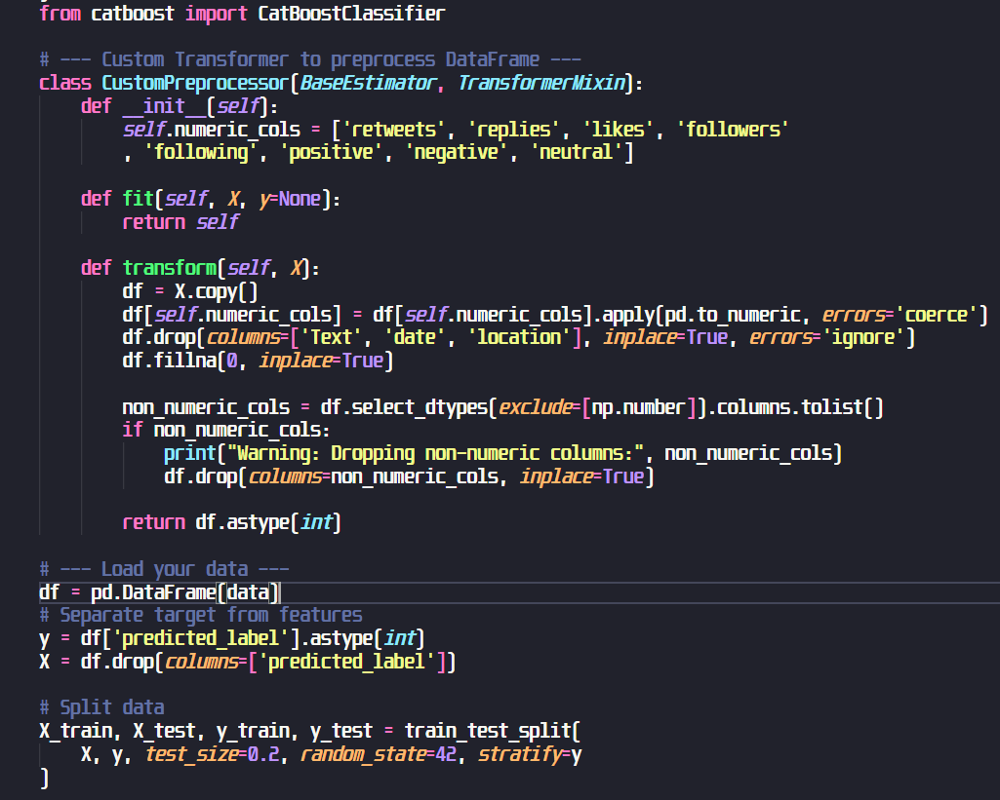 from catboost import CatBoostClassifier

# --- Custom Transformer to preprocess DataFrame ---
class CustomPreprocessor(BaseEstimator, TransformerMixin):
    def __init__(self):
        self.numeric_cols = ['retweets', 'replies', 'likes', 'followers'
        , 'following', 'positive', 'negative', 'neutral']

    def fit(self, X, y=None):
        return self

    def transform(self, X):
        df = X.copy()
        df[self.numeric_cols] = df[self.numeric_cols].apply(pd.to_numeric, errors='coerce')
        df.drop(columns=['Text', 'date', 'location'], inplace=True, errors='ignore')
        df.fillna(0, inplace=True)

        non_numeric_cols = df.select_dtypes(exclude=[np.number]).columns.tolist()
        if non_numeric_cols:
            print("Warning: Dropping non-numeric columns:", non_numeric_cols)
            df.drop(columns=non_numeric_cols, inplace=True)

        return df.astype(int)

# --- Load your data ---
df = pd.DataFrame(data)
# Separate target from features
y = df['predicted_label'].astype(int)
X = df.drop(columns=['predicted_label'])

# Split data
X_train, X_test, y_train, y_test = train_test_split(
    X, y, test_size=0.2, random_state=42, stratify=y
)